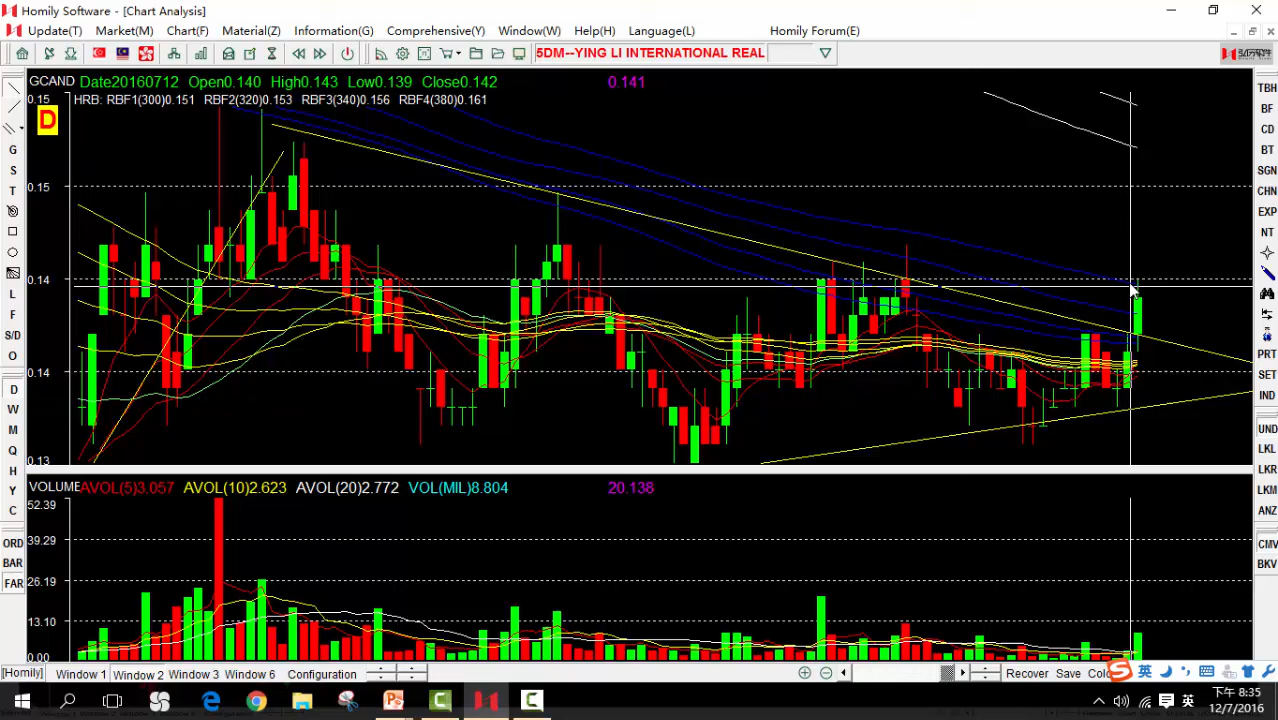 Homily Software - [Chart Analysis]
Update(T) Market(M) Chart(F) Material(Z) Information(G) Comprehensive(Y) Window(W) Help(H) Language(L) Homily Forum(E)
5DM--YING LI INTERNATIONAL REAL
GCAND Date20160712 Open0.140 High0.143 Low0.139 Close0.142 0.141
0.15 HRB: RBF1(300)0.151 RBF2(320)0.153 RBF3(340)0.156 RBF4(380)0.161
D
0.15
0.14
0.14
0.13
VOLUME AVOL(5)3.057 AVOL(10)2.623 AVOL(20)2.772 VOL(MIL)8.804 20.138
52.39
39.29
26.19
13.10
0.00
G
S
T
L
F
S/D
O
D
W
M
Q
H
Y
C
ORD
BAR
FAR
TBH
BF
CD
BT
SGN
CHN
EXP
NT
PRT
SET
IND
UND
LKL
LKR
LKM
ANZ
CMV
BKV
[Homily] Window 1 Window 2 Window 3 Window 6 Configuration Recover Save
英
英 下午 8:35
12/7/2016